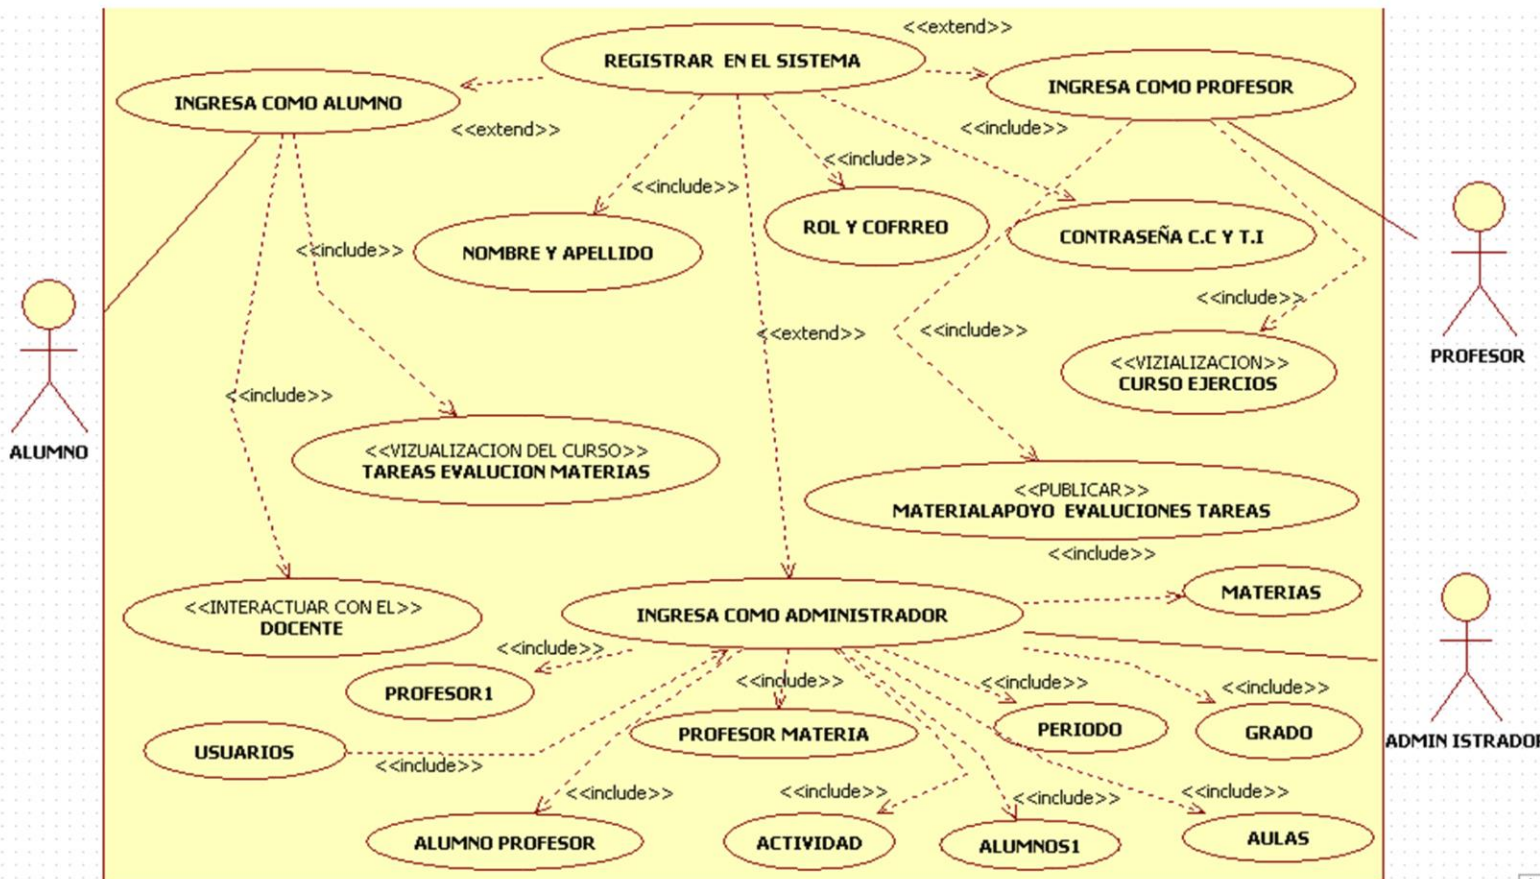 <<extend>>
REGISTRAR EN EL SISTEMA
INGRESA COMO ALUMNO
INGRESA COMO PROFESOR
<<extend>>
<<include>>
<<include>>
<<include>>
ROL Y COFRREO
CONTRASEÑA C.C Y T.I
NOMBRE Y APELLIDO
<<include>>
<<include>>
<<extend>>
<<include>>
PROFESOR
<<VIZIALIZACION>>
CURSO EJERCIOS
<<include>>
ALUMNO
<<VIZUALIZACION DEL CURSO>>
TAREAS EVALUCION MATERIAS
<<PUBLICAR>>
MATERIALAPOYO EVALUCIONES TAREAS
<<include>>
MATERIAS
<<INTERACTUAR CON EL>>
DOCENTE
INGRESA COMO ADMINISTRADOR
<<include>>
PROFESOR1
<<include>>
<<include>>
<<include>>
PROFESOR MATERIA
PERIODO
GRADO
ADMIN ISTRADOR
USUARIOS
<<include>>
<<include>>
<<include>>
<<include>>
<<include>>
ALUMNO PROFESOR
ACTIVIDAD
ALUMNOS1
AULAS